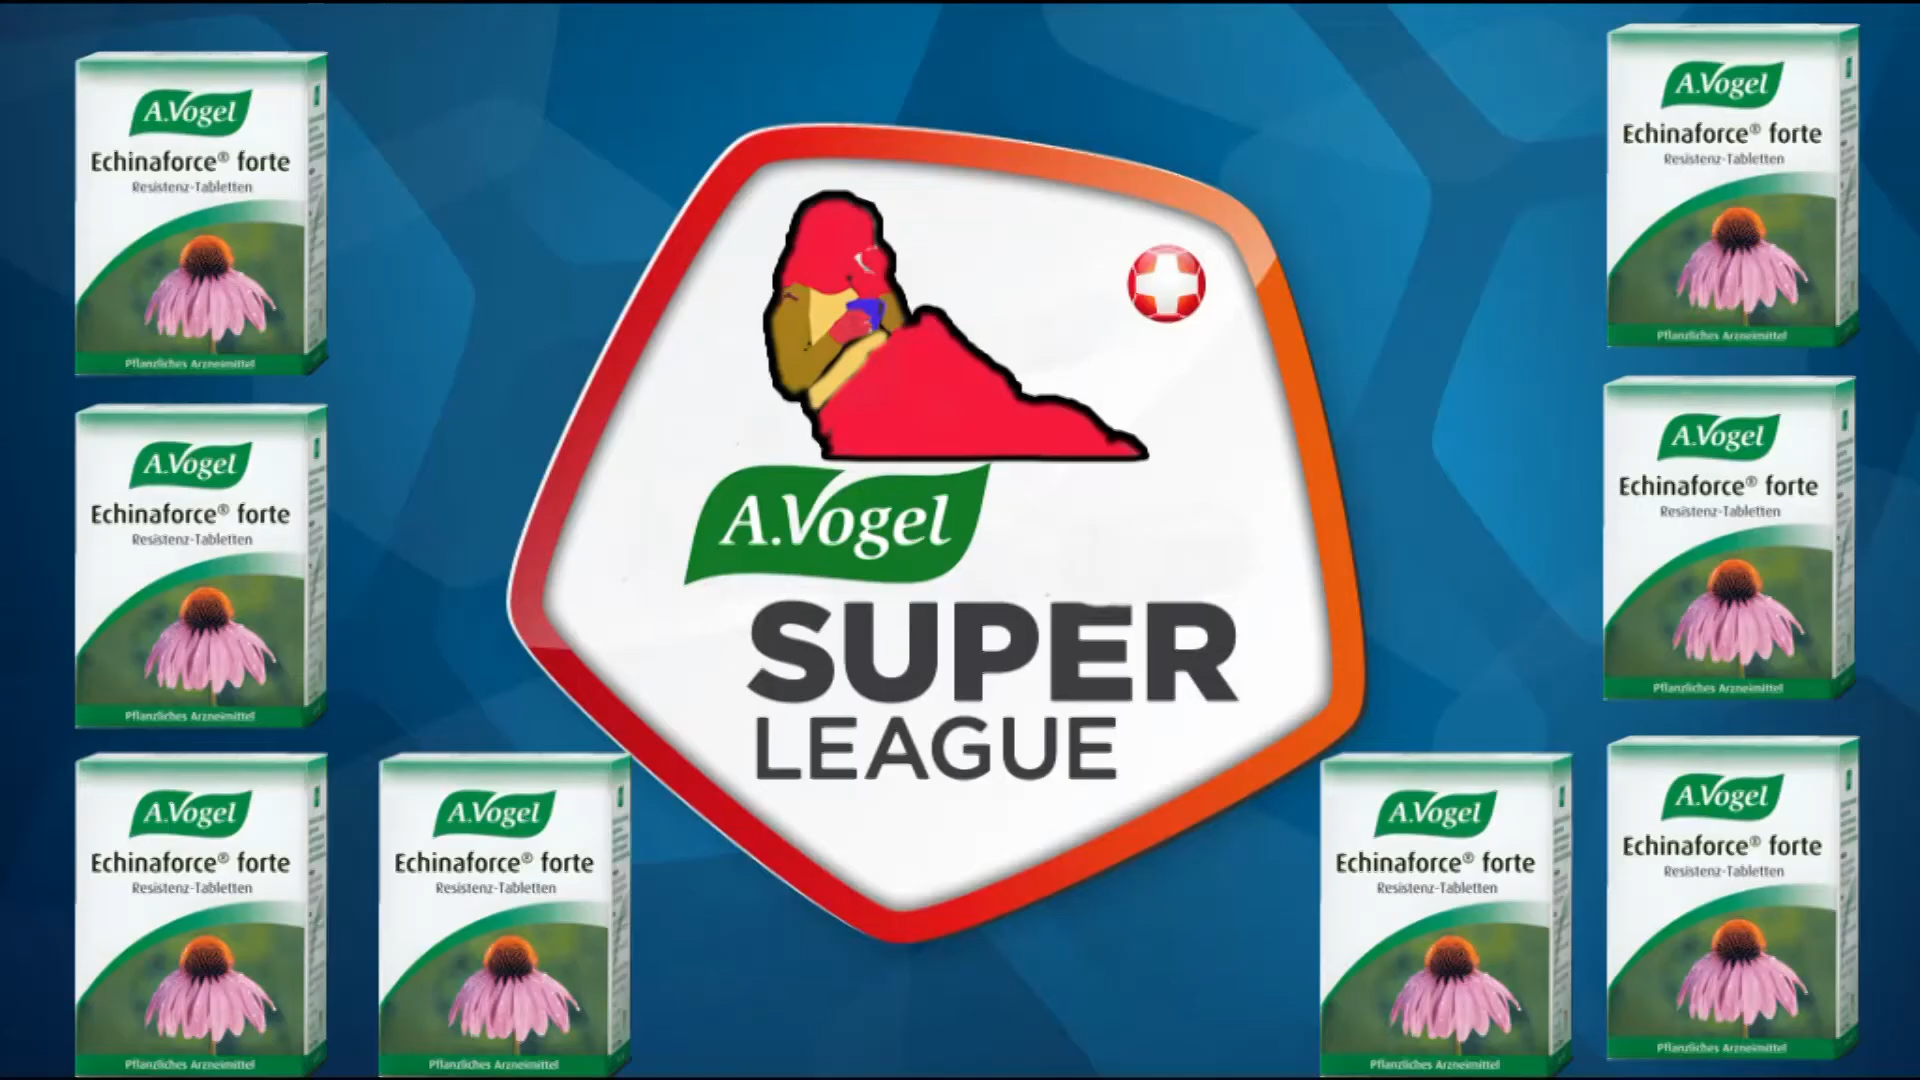 A.Vogel
Echinaforce® forte
Resistenz-Tabletten
Pflanzliches Arzneimittel
A.Vogel
Echinaforce® forte
Resistenz-Tabletten
Pflanzliches Arzneimittel
A.Vogel
Echinaforce® forte
Resistenz-Tabletten
Pflanzliches Arzneimittel
A.Vogel
Echinaforce® forte
Resistenz-Tabletten
Pflanzliches Arzneimittel
A.Vogel
SUPER
LEAGUE
A.Vogel
Echinaforce® forte
Resistenz-Tabletten
Pflanzliches Arzneimittel
A.Vogel
Echinaforce® forte
Resistenz-Tabletten
Pflanzliches Arzneimittel
A.Vogel
Echinaforce® forte
Resistenz-Tabletten
Pflanzliches Arzneimittel
A.Vogel
Echinaforce® forte
Resistenz-Tabletten
Pflanzliches Arzneimittel